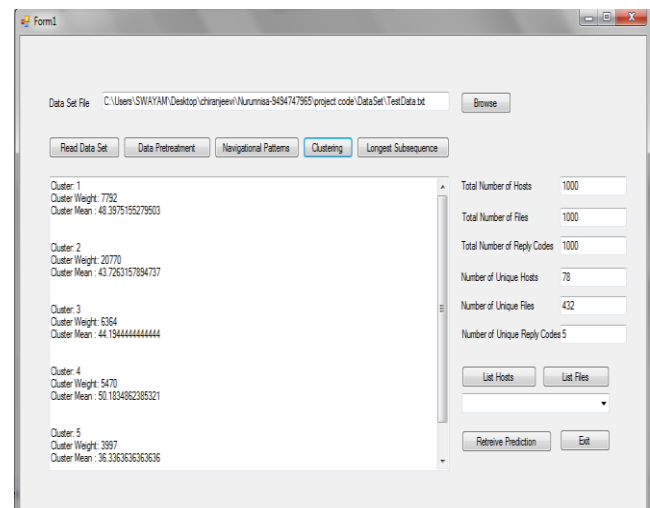 Form1
Data Set File C:\Users\SWAYAM\Desktop\chiranjeevi\Nurunnisa-9494747965\project code\DataSet\TestData.txt Browse
Read Data Set Data Pretreatment Navigational Patterns Clustering Longest Subsequence
Cluster: 1
Cluster Weight: 7792
Cluster Mean : 48.3975155279503
Cluster: 2
Cluster Weight: 20770
Cluster Mean : 43.7263157894737
Cluster: 3
Cluster Weight: 6364
Cluster Mean : 44.1944444444444
Cluster: 4
Cluster Weight: 5470
Cluster Mean : 50.1834862385321
Cluster: 5
Cluster Weight: 3997
Cluster Mean : 36.3363636363636
Total Number of Hosts 1000
Total Number of Files 1000
Total Number of Reply Codes 1000
Number of Unique Hosts 78
Number of Unique Files 432
Number of Unique Reply Codes 5
List Hosts List Files
Retreive Prediction Exit